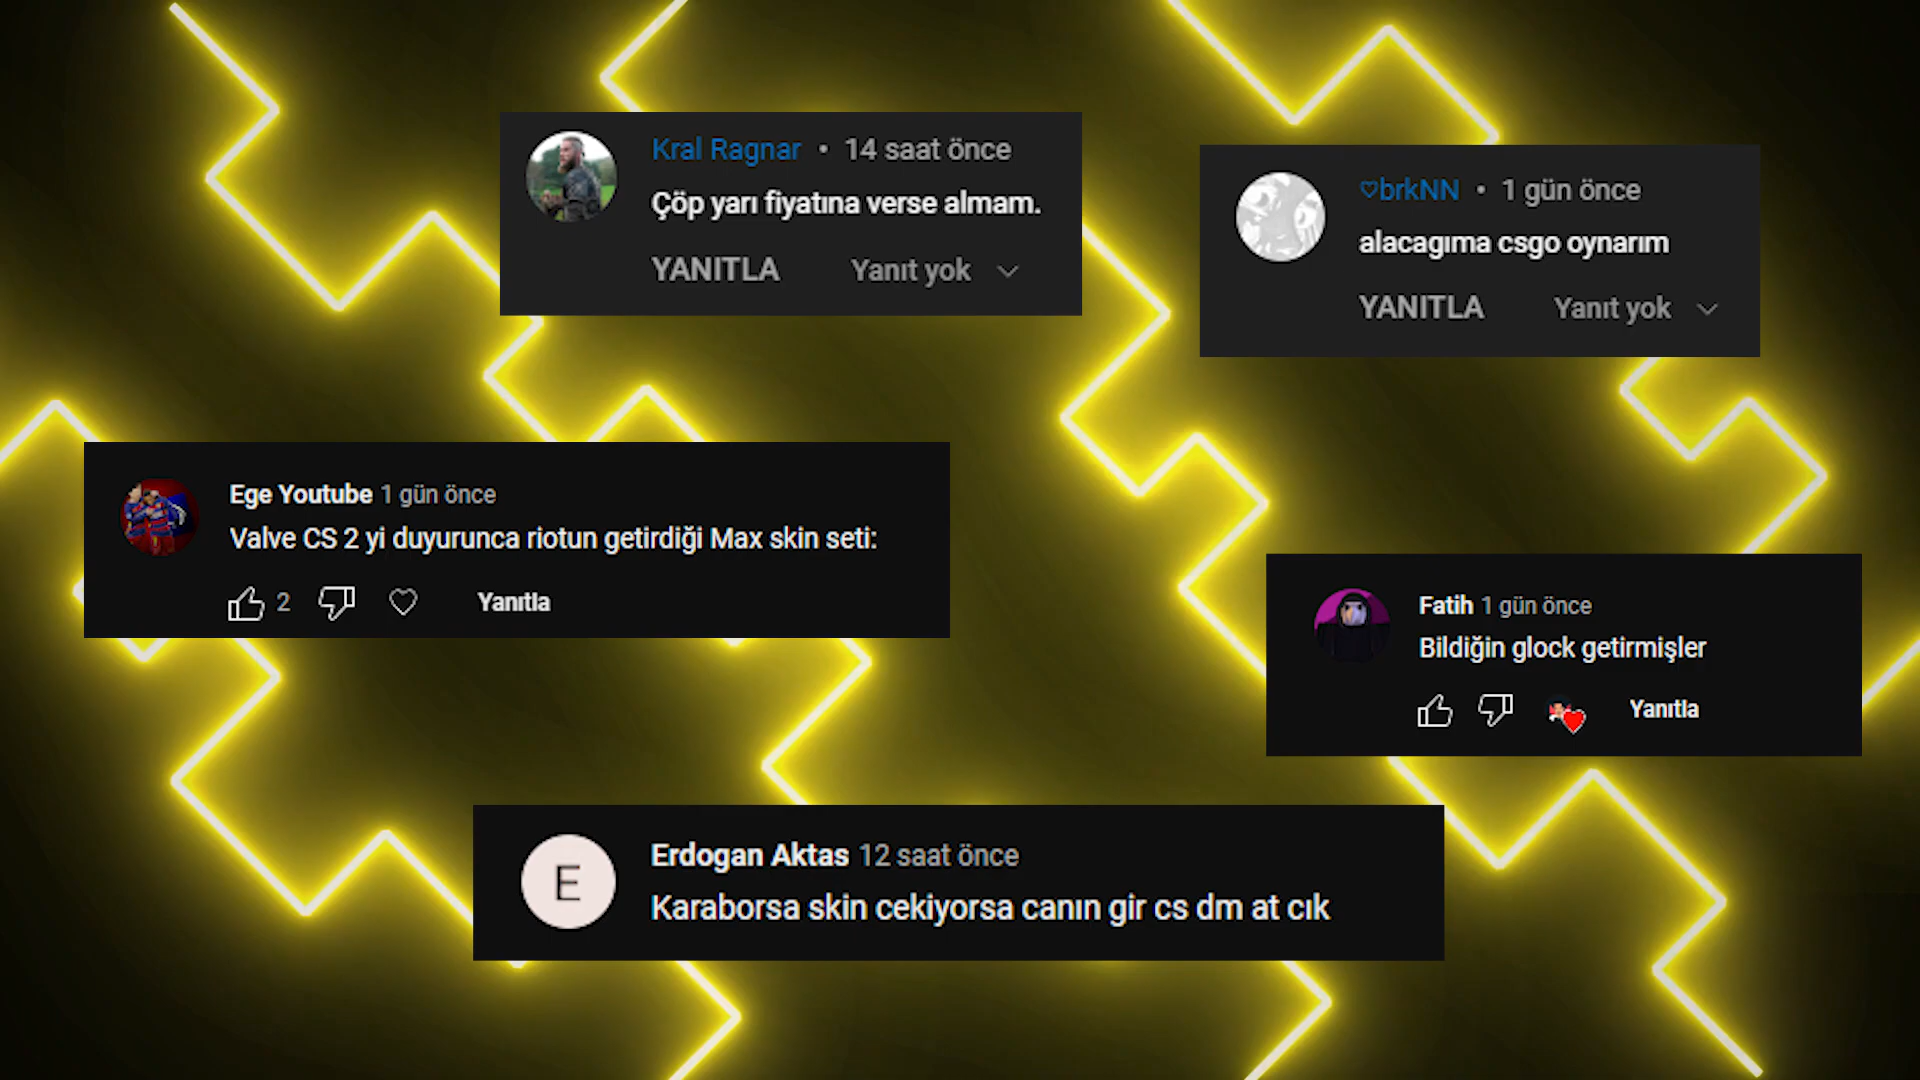 Kral Ragnar • 14 saat önce
Çöp yarı fiyatına verse almam.
YANITLA Yanıt yok
♡brkNN • 1 gün önce
alacagıma csgo oynarım
YANITLA Yanıt yok
Ege Youtube 1 gün önce
Valve CS 2 yi duyurunca riotun getirdiği Max skin seti:
2 Yanıtla
Fatih 1 gün önce
Bildiğin glock getirmişler
Yanıtla
E
Erdogan Aktas 12 saat önce
Karaborsa skin cekiyorsa canın gir cs dm at cık